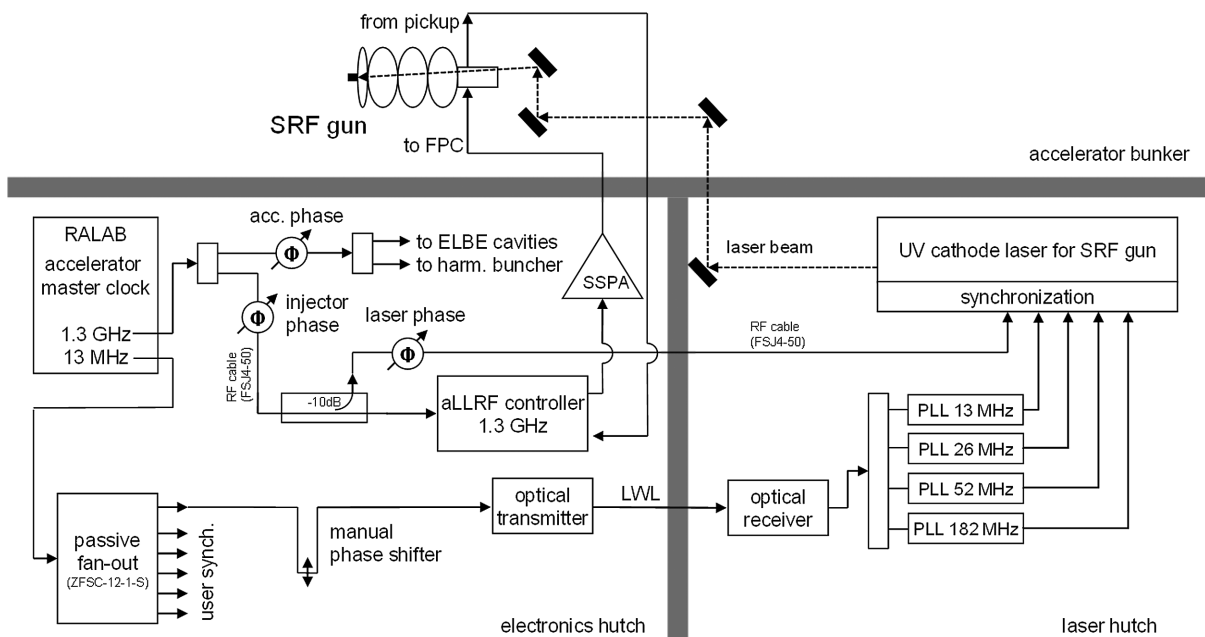 from pickup
SRF gun
to FPC
accelerator bunker
RALAB
accelerator
master clock
1.3 GHz
13 MHz
acc. phase
Φ
to ELBE cavities
to harm. buncher
injector
phase
Φ
laser phase
Φ
RF cable
(FSJ4-50)
-10dB
SSPA
aLLRF controller
1.3 GHz
laser beam
UV cathode laser for SRF gun
synchronization
RF cable
(FSJ4-50)
PLL 13 MHz
PLL 26 MHz
PLL 52 MHz
PLL 182 MHz
passive
fan-out
(ZFSC-12-1-S)
user synch.
manual
phase shifter
optical
transmitter
LWL
optical
receiver
electronics hutch
laser hutch